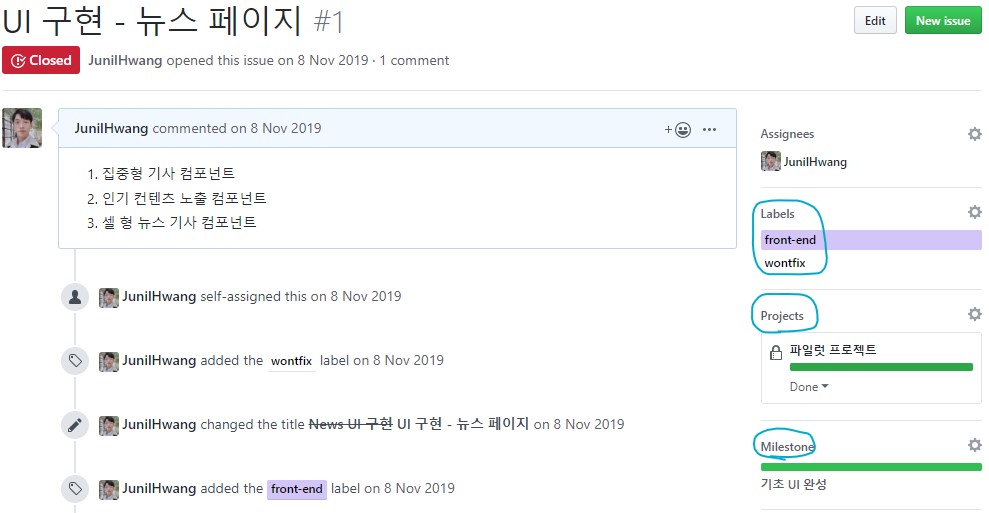 UI 구현 - 뉴스 페이지 #1
Edit
New issue
Closed JunilHwang opened this issue on 8 Nov 2019 · 1 comment
JunilHwang commented on 8 Nov 2019
1. 집중형 기사 컴포넌트
2. 인기 컨텐츠 노출 컴포넌트
3. 셀 형 뉴스 기사 컴포넌트
JunilHwang self-assigned this on 8 Nov 2019
JunilHwang added the wontfix label on 8 Nov 2019
JunilHwang changed the title News UI 구현 UI 구현 - 뉴스 페이지 on 8 Nov 2019
JunilHwang added the front-end label on 8 Nov 2019
Assignees
JunilHwang
Labels
front-end
wontfix
Projects
파일럿 프로젝트
Done
Milestone
기초 UI 완성